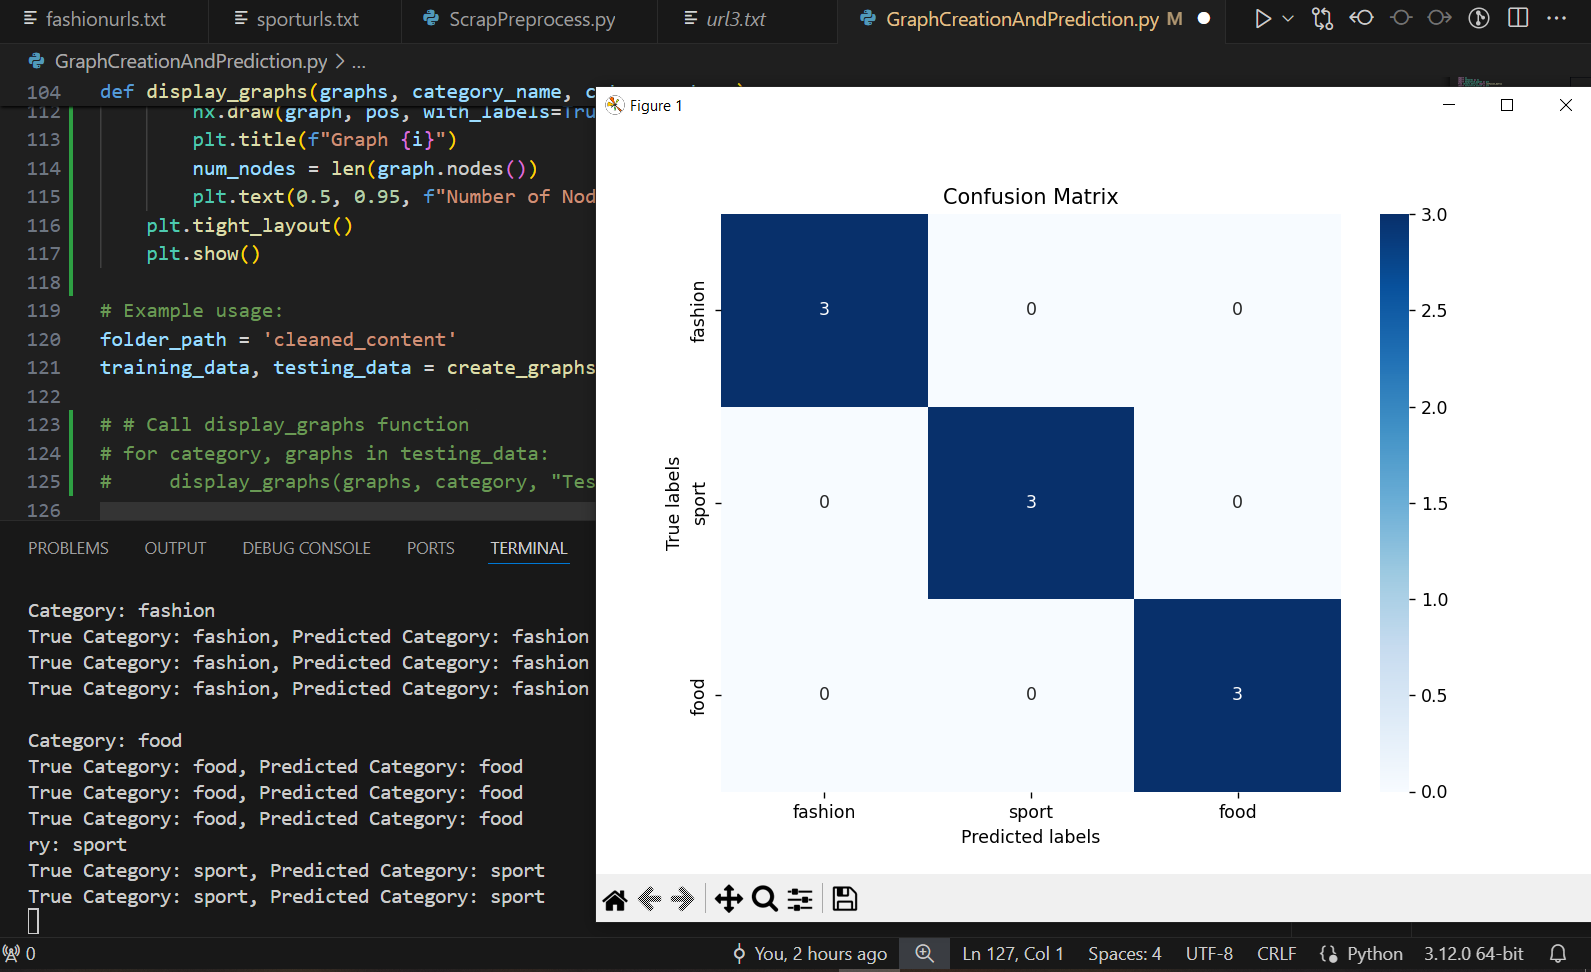 fashionurls.txt
sporturls.txt
ScrapPreprocess.py
url3.txt
GraphCreationAndPrediction.py M
GraphCreationAndPrediction.py > ...
104 def display_graphs(graphs, category_name, c
112 nx.draw(graph, pos, with_labels=Tru
113 plt.title(f"Graph {i}")
114 num_nodes = len(graph.nodes())
115 plt.text(0.5, 0.95, f"Number of Nod
116 plt.tight_layout()
117 plt.show()
118
119 # Example usage:
120 folder_path = 'cleaned_content'
121 training_data, testing_data = create_graphs
122
123 # # Call display_graphs function
124 # for category, graphs in testing_data:
125 #     display_graphs(graphs, category, "Tes
126
PROBLEMS OUTPUT DEBUG CONSOLE PORTS TERMINAL
Category: fashion
True Category: fashion, Predicted Category: fashion
True Category: fashion, Predicted Category: fashion
True Category: fashion, Predicted Category: fashion
Category: food
True Category: food, Predicted Category: food
True Category: food, Predicted Category: food
True Category: food, Predicted Category: food
ry: sport
True Category: sport, Predicted Category: sport
True Category: sport, Predicted Category: sport
Figure 1
Confusion Matrix
True labels
fashion
3 0 0
sport
0 3 0
food
0 0 3
fashion sport food
Predicted labels
3.0
2.5
2.0
1.5
1.0
0.5
0.0
0
You, 2 hours ago
Ln 127, Col 1
Spaces: 4
UTF-8
CRLF
Python
3.12.0 64-bit